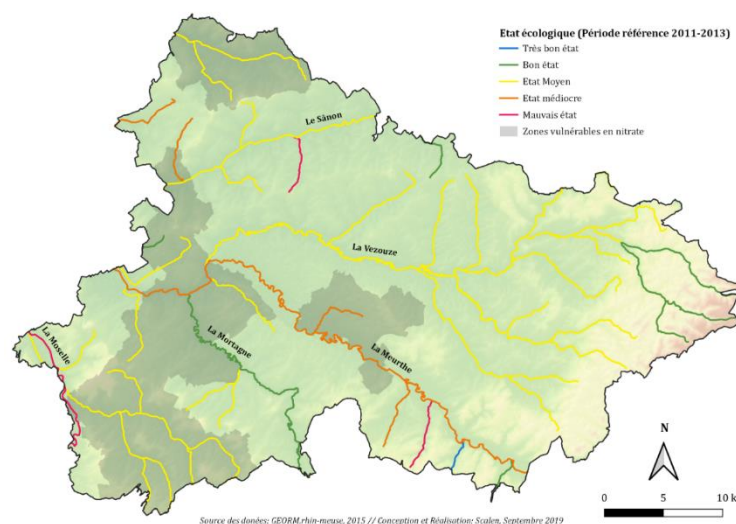 Etat écologique (Période référence 2011-2013)
Très bon état
Bon état
Etat Moyen
Etat médiocre
Mauvais état
Zones vulnérables en nitrate
Le Sânon
La Vezouze
La Mortagne
La Meurthe
La Moselle
N
0 5 10 k
Source des donées: GEORM.rhin-meuse, 2015 // Conception et Réalisation: Scalen, Septembre 2019